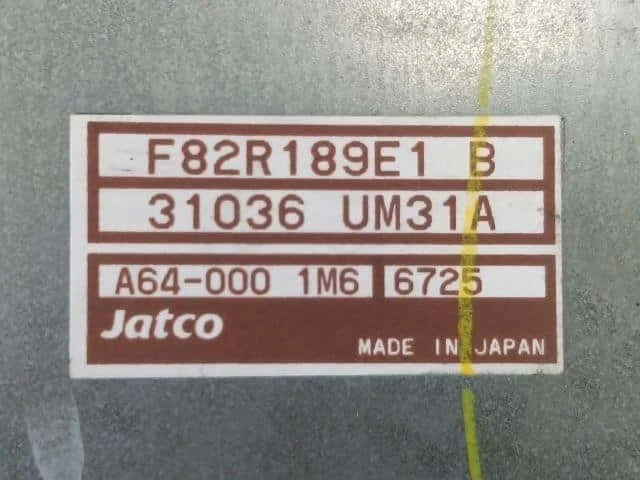 F82R189E1 B
31036 UM31A
A64-000 1M6 6725
Jatco
MADE IN JAPAN